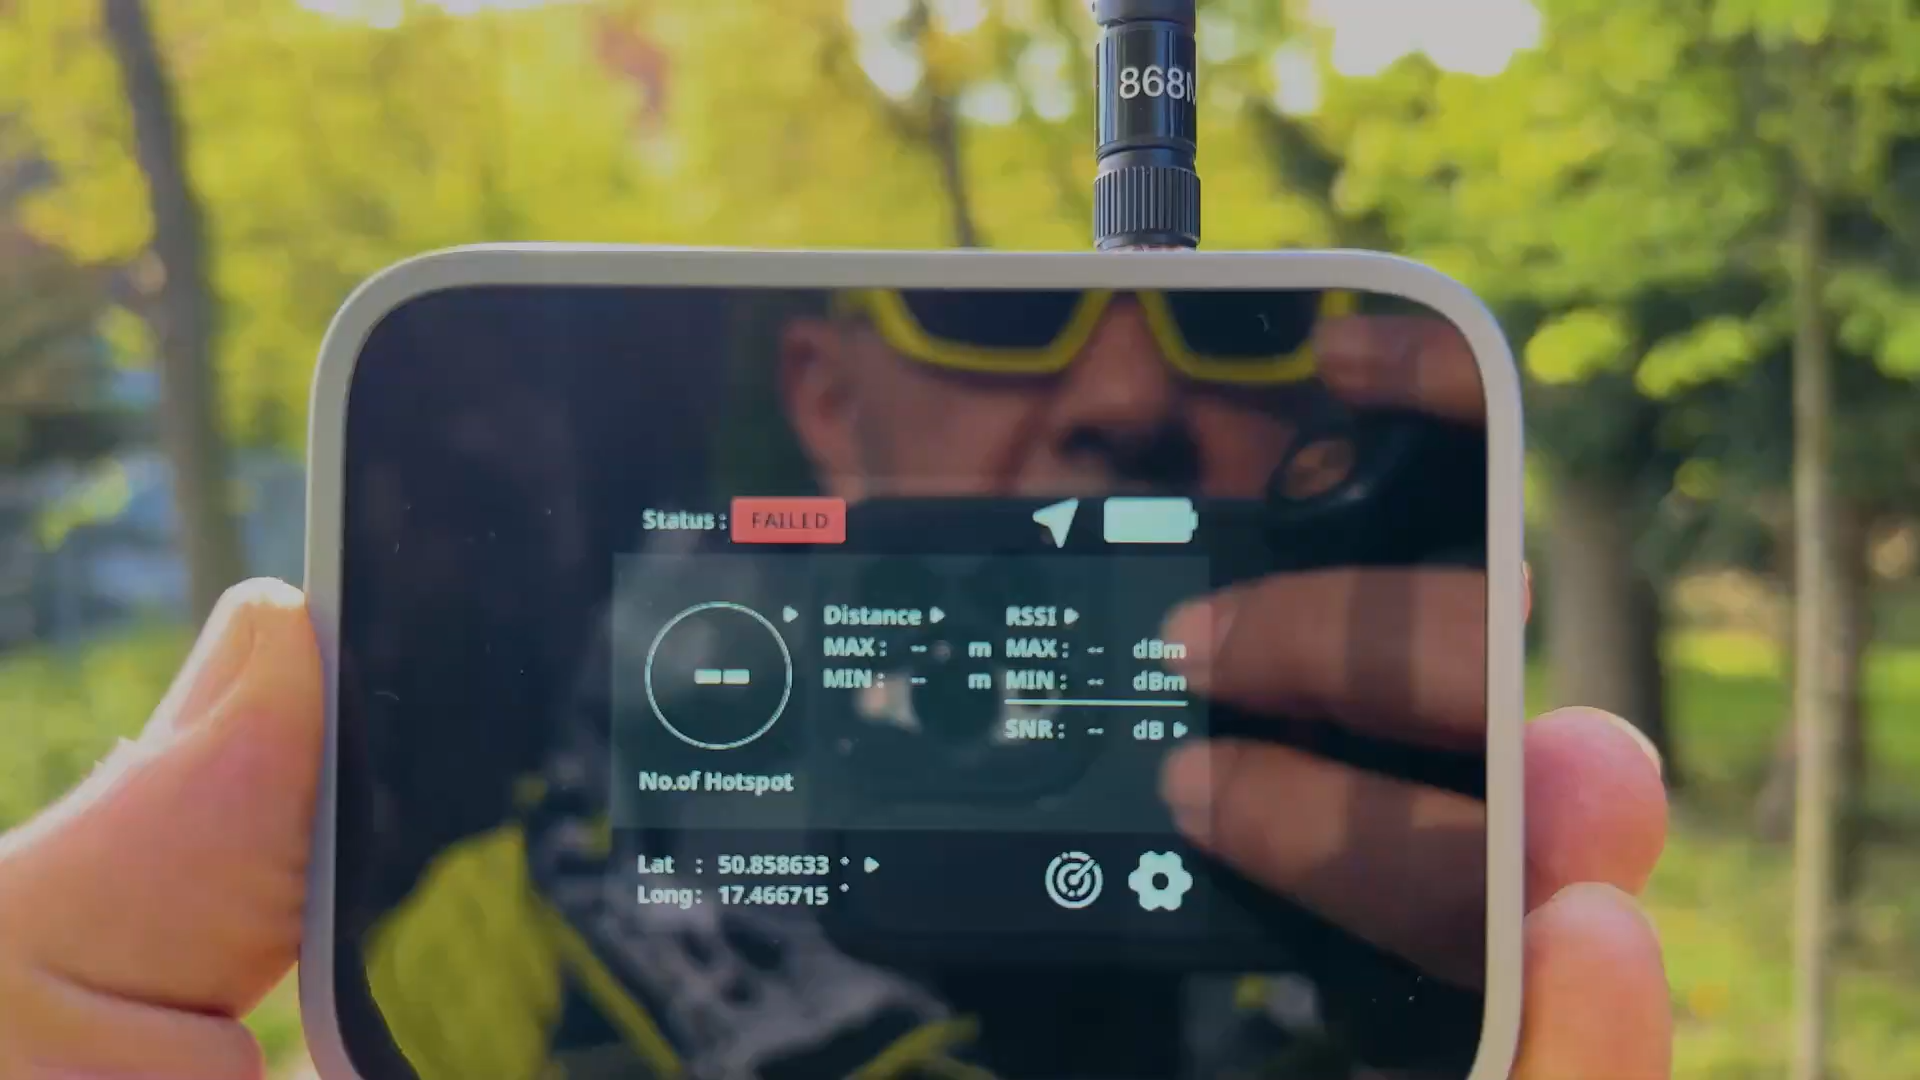 868M
Status: FAILED
Distance RSSI
MAX: -- m MAX: -- dBm
MIN: -- m MIN: -- dBm
--
SNR: -- dB
No.of Hotspot
Lat : 50.858633 °
Long: 17.466715 °